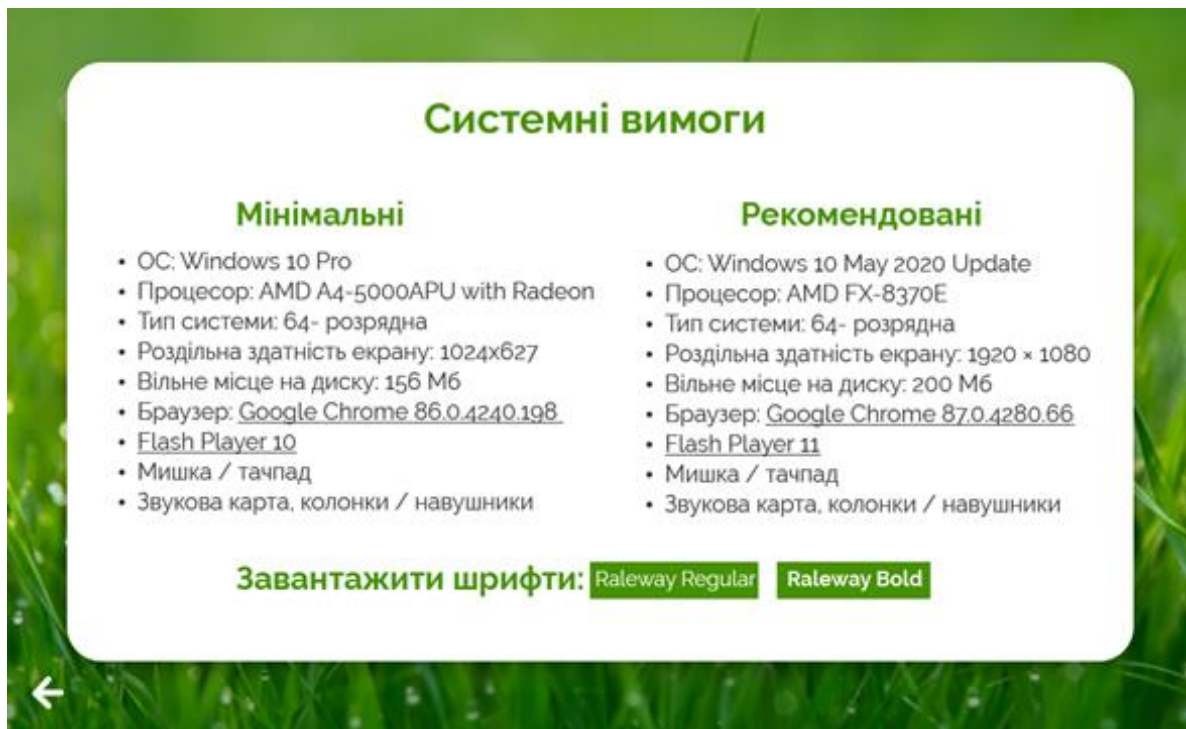 Системні вимоги
Мінімальні
• ОС: Windows 10 Pro
• Процесор: AMD A4-5000APU with Radeon
• Тип системи: 64- розрядна
• Роздільна здатність екрану: 1024x627
• Вільне місце на диску: 156 Мб
• Браузер: Google Chrome 86.0.4240.198
• Flash Player 10
• Мишка / тачпад
• Звукова карта, колонки / навушники
Рекомендовані
• ОС: Windows 10 May 2020 Update
• Процесор: AMD FX-8370E
• Тип системи: 64- розрядна
• Роздільна здатність екрану: 1920 × 1080
• Вільне місце на диску: 200 Мб
• Браузер: Google Chrome 87.0.4280.66
• Flash Player 11
• Мишка / тачпад
• Звукова карта, колонки / навушники
Завантажити шрифти: Raleway Regular Raleway Bold